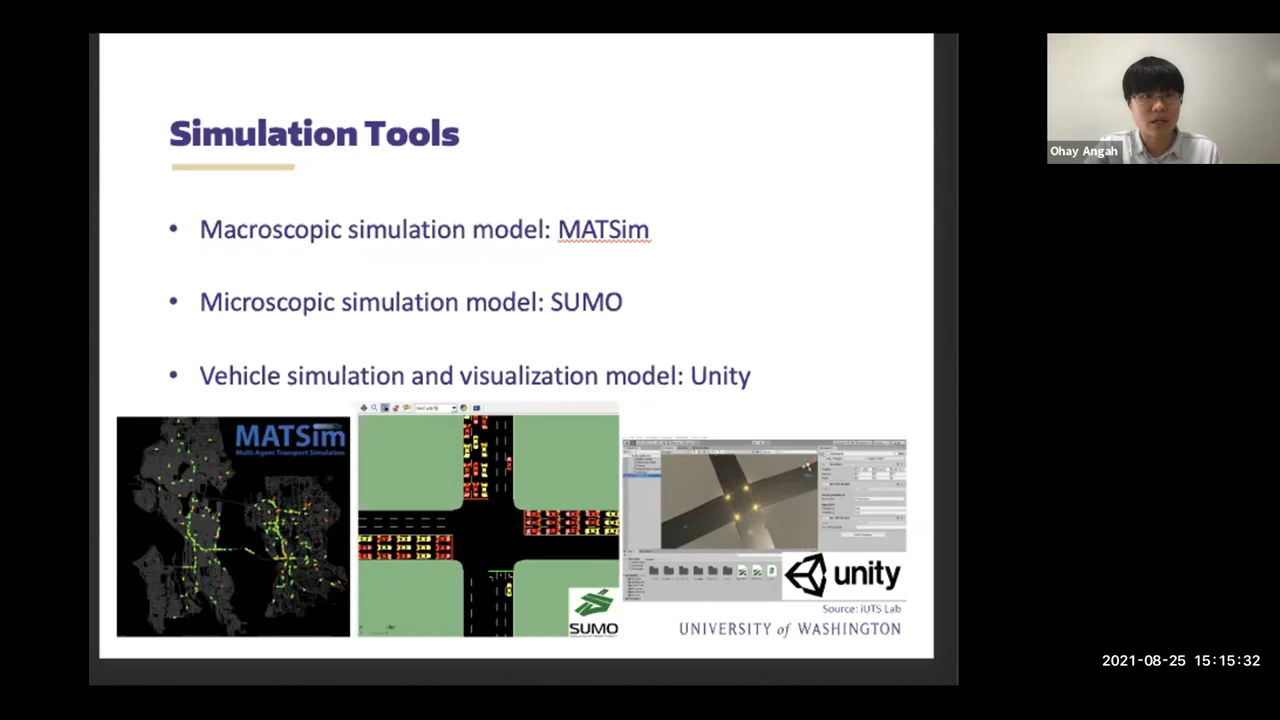 Simulation Tools
• Macroscopic simulation model: MATSim
• Microscopic simulation model: SUMO
• Vehicle simulation and visualization model: Unity
MATSim
Multi-Agent Transport Simulation
SUMO
unity
Source: iUTS Lab
UNIVERSITY of WASHINGTON
Ohay Angah
2021-08-25 15:15:32